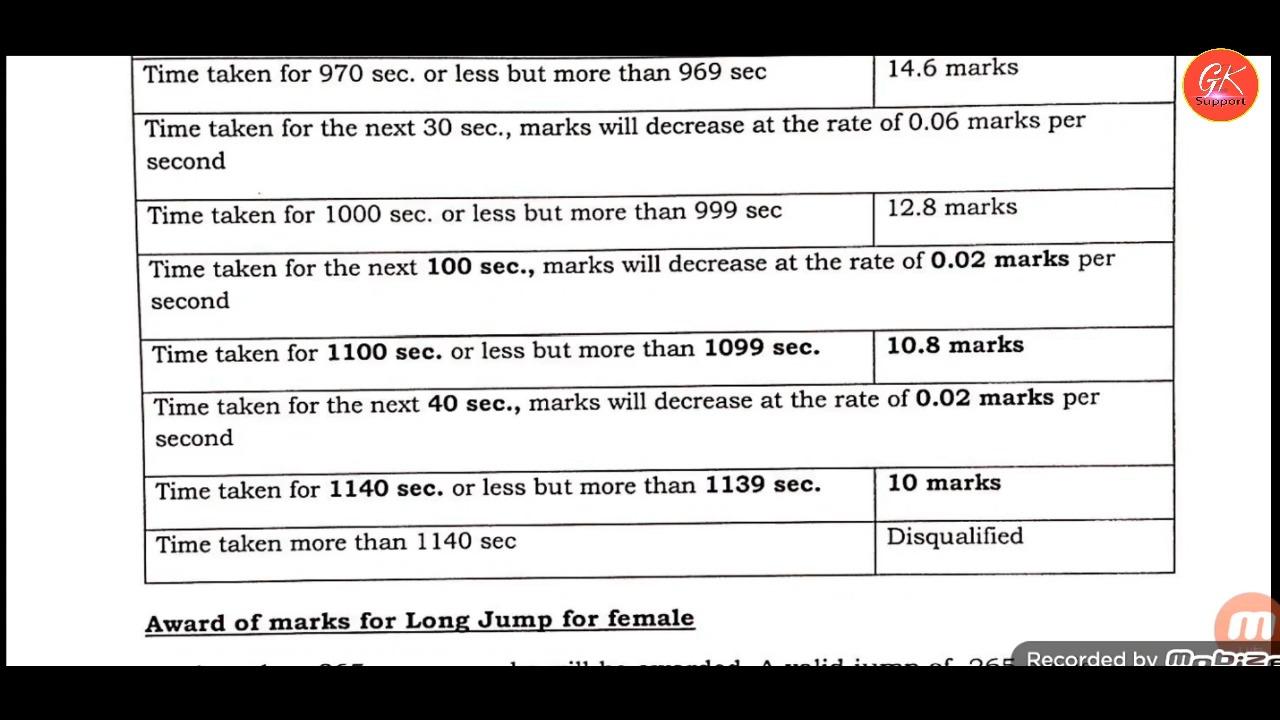 GK
Support
Time taken for 970 sec. or less but more than 969 sec 14.6 marks
Time taken for the next 30 sec., marks will decrease at the rate of 0.06 marks per
second
Time taken for 1000 sec. or less but more than 999 sec 12.8 marks
Time taken for the next 100 sec., marks will decrease at the rate of 0.02 marks per
second
Time taken for 1100 sec. or less but more than 1099 sec. 10.8 marks
Time taken for the next 40 sec., marks will decrease at the rate of 0.02 marks per
second
Time taken for 1140 sec. or less but more than 1139 sec. 10 marks
Time taken more than 1140 sec Disqualified
Award of marks for Long Jump for female
will be awarded. A valid jump of 265
Recorded by